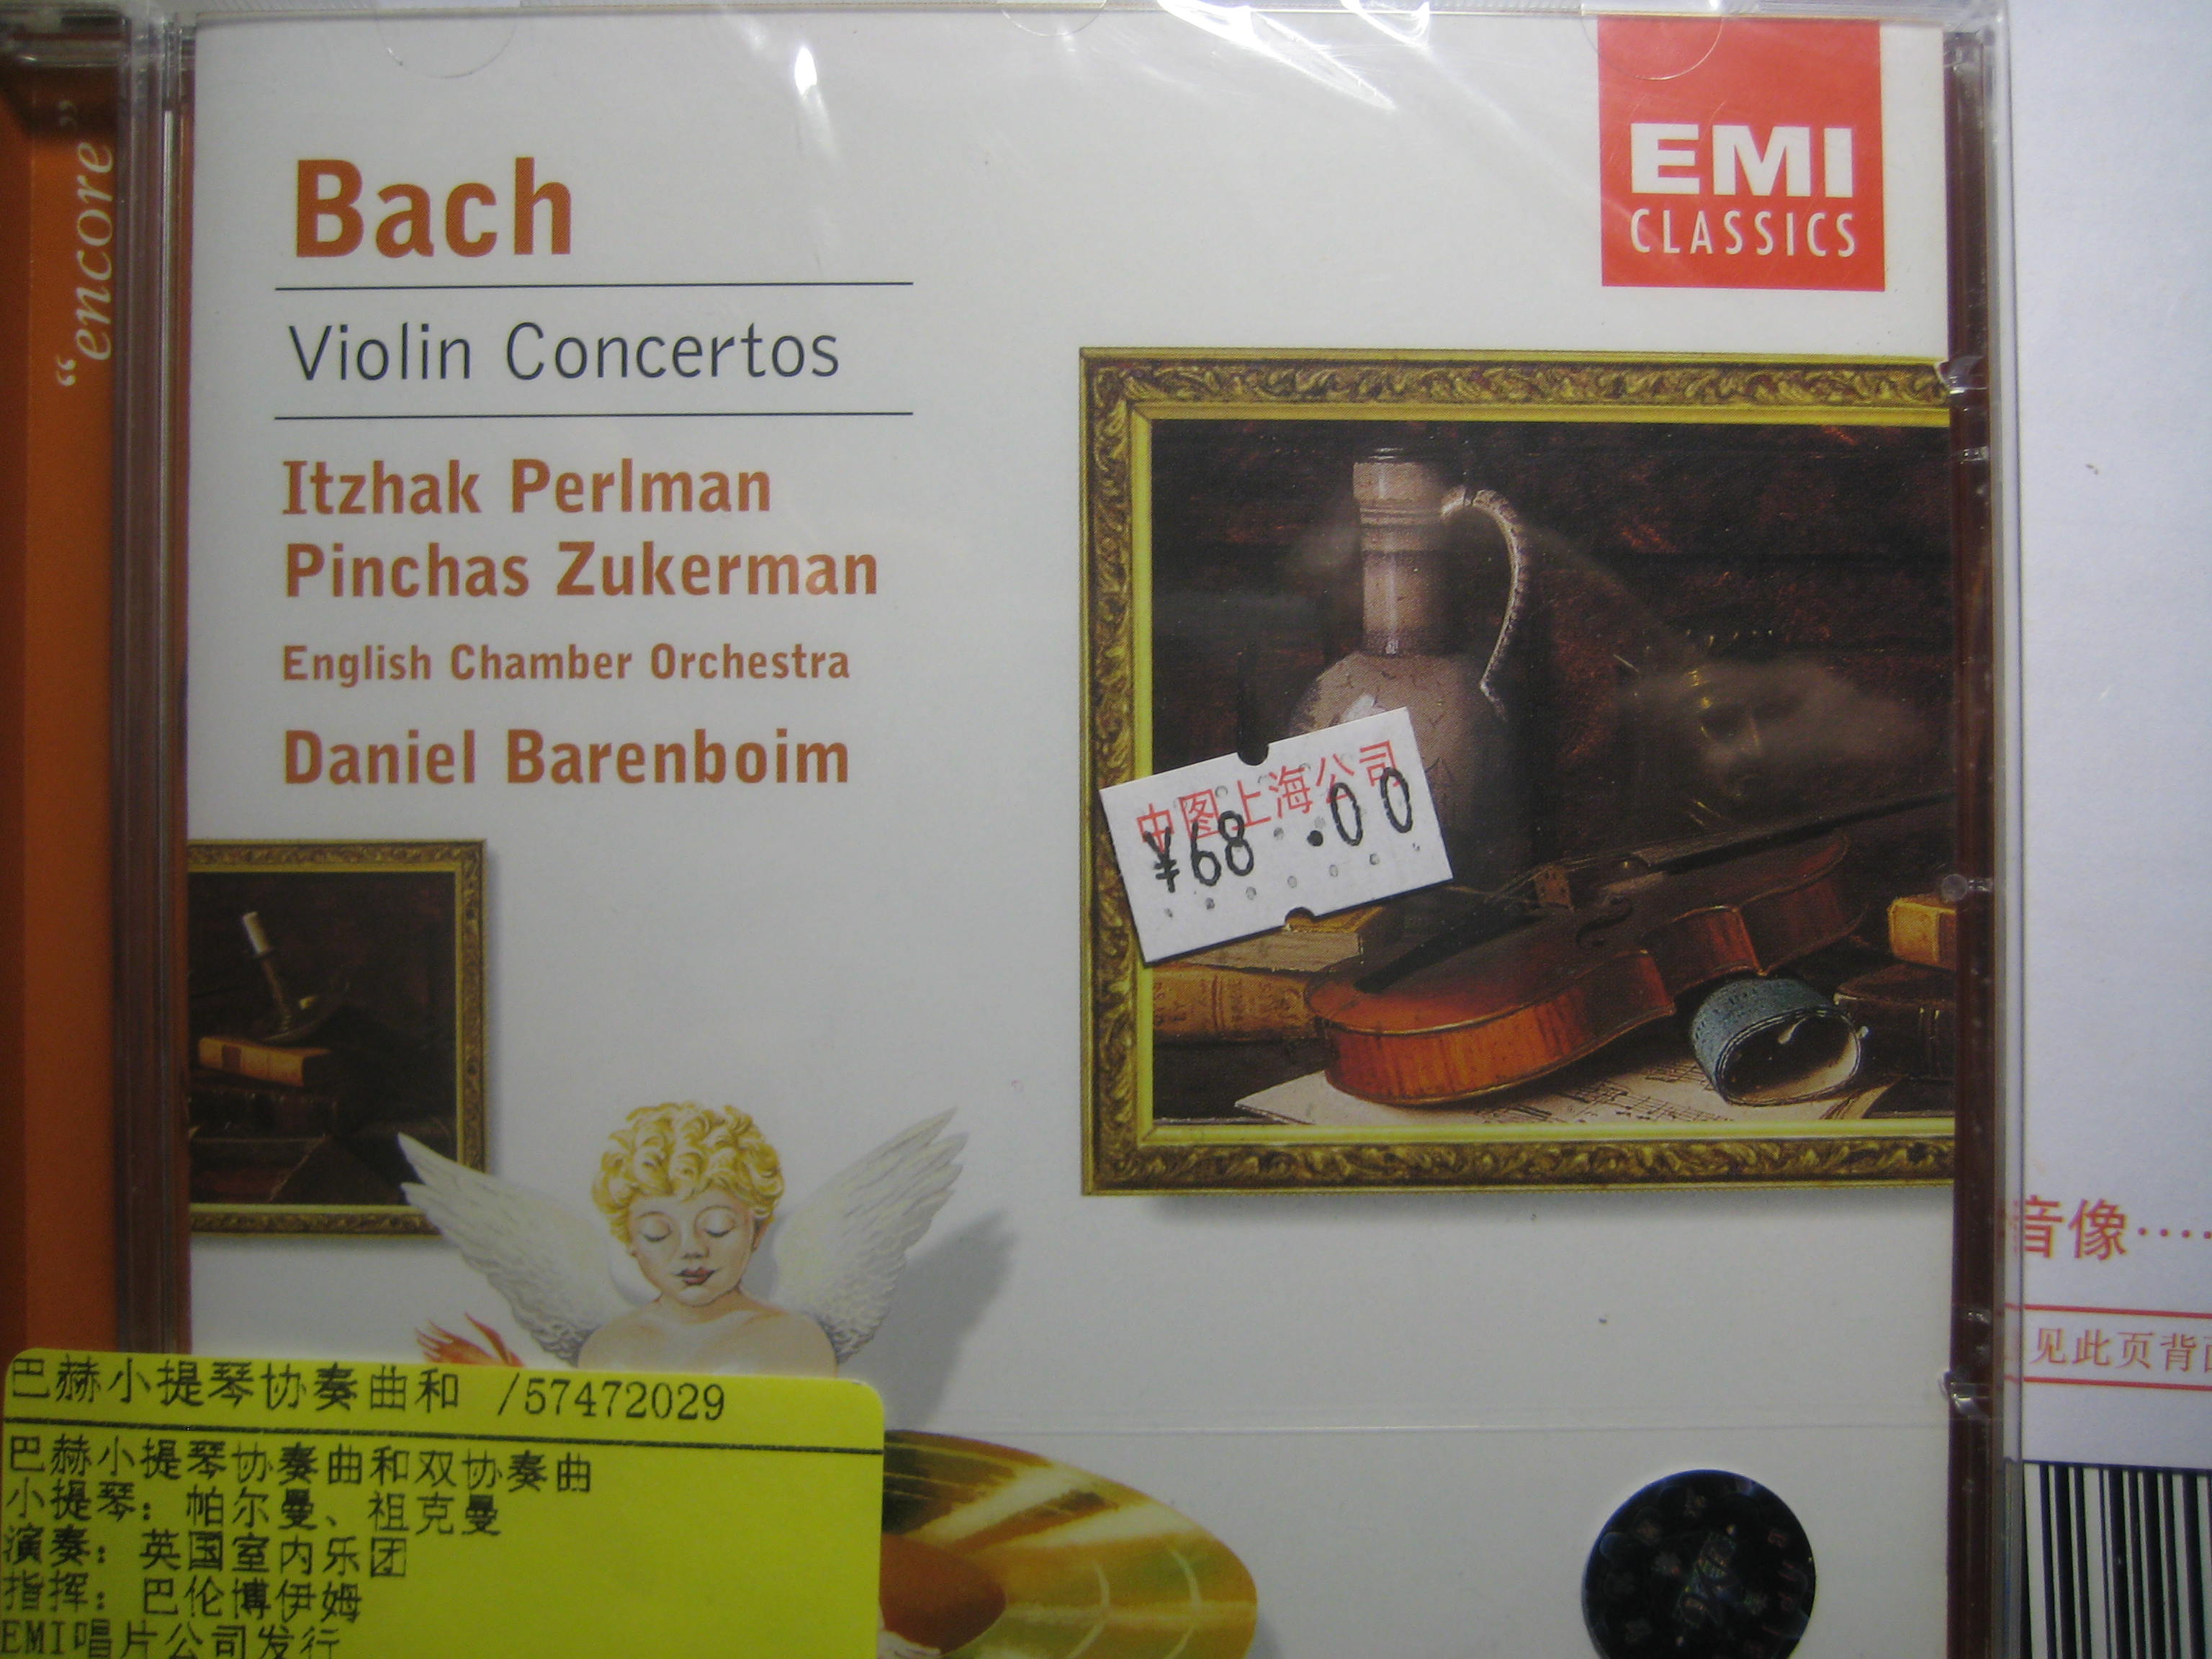 “encore”
EMI
CLASSICS
Bach
Violin Concertos
Itzhak Perlman
Pinchas Zukerman
English Chamber Orchestra
Daniel Barenboim
中图上海公司
¥68.00
音像····
见此页背
巴赫小提琴协奏曲和 /57472029
巴赫小提琴协奏曲和双协奏曲
小提琴：帕尔曼、祖克曼
演奏：英国室内乐团
指挥：巴伦博伊姆
EMI唱片公司发行